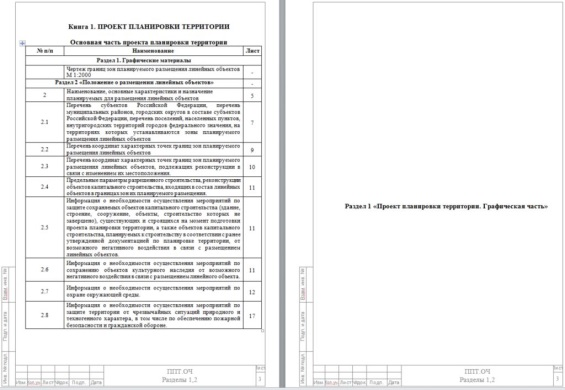 Книга 1. ПРОЕКТ ПЛАНИРОВКИ ТЕРРИТОРИИ
Основная часть проекта планировки территории
№ п/п Наименование Лист
Раздел 1. Графические материалы
Чертеж границ зон планируемого размещения линейных объектов М 1:2000 -
Раздел 2 «Положение о размещении линейных объектов»
2 Наименование, основные характеристики и назначение
планируемых для размещения линейных объектов 5
2.1 Перечень субъектов Российской Федерации, перечень
муниципальных районов, городских округов в составе субъектов
Российской Федерации, перечень поселений, населенных пунктов,
внутригородских территорий городов федерального значения, на
территориях которых устанавливаются зоны планируемого
размещения линейных объектов 7
2.2 Перечень координат характерных точек границ зон планируемого
размещения линейных объектов 9
2.3 Перечень координат характерных точек границ зон планируемого
размещения линейных объектов, подлежащих реконструкции в
связи с изменением их местоположения. 10
2.4 Предельные параметры разрешенного строительства, реконструкции
объектов капитального строительства, входящих в состав линейных
объектов в границах зон их планируемого размещения. 11
2.5 Информация о необходимости осуществления мероприятий по
защите сохраняемых объектов капитального строительства (здание,
строение, сооружение, объекты, строительство которых не
завершено), существующих и строящихся на момент подготовки
проекта планировки территории, а также объектов капитального
строительства, планируемых к строительству в соответствии с ранее
утвержденной документацией по планировке территории, от
возможного негативного воздействия в связи с размещением
линейных объектов. 11
2.6 Информация о необходимости осуществления мероприятий по
сохранению объектов культурного наследия от возможного
негативного воздействия в связи с размещением линейного объекта. 11
2.7 Информация о необходимости осуществления мероприятий по
охране окружающей среды. 12
2.8 Информация о необходимости осуществления мероприятий по
защите территории от чрезвычайных ситуаций природного и
техногенного характера, в том числе по обеспечению пожарной
безопасности и гражданской обороне. 17
Взам. инв. №
Подп. и дата
Инв. № подл.
Изм. Кол.уч Лист №док. Подп. Дата
ППТ ОЧ
Разделы 1,2
Лист
Раздел 1 «Проект планировки территории. Графическая часть»
Взам. инв. №
Подп. и дата
Инв. № подл.
Изм. Кол.уч Лист №док. Подп. Дата
ППТ ОЧ
Разделы 1,2
Лист
3